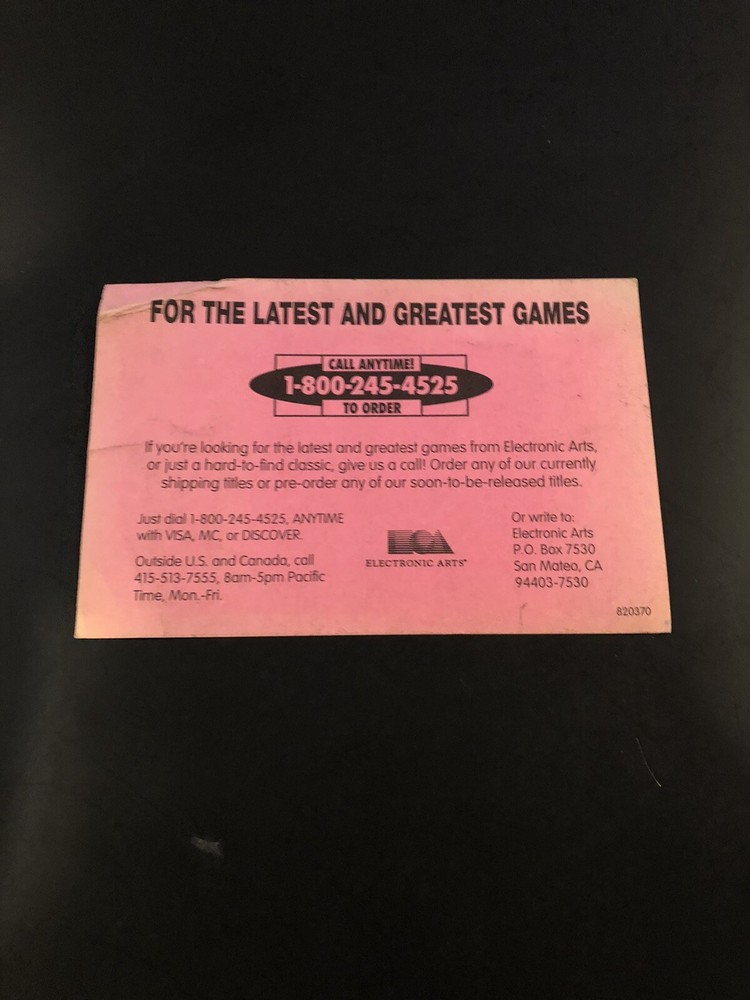 FOR THE LATEST AND GREATEST GAMES
CALL ANYTIME!
1-800-245-4525
TO ORDER
If you're looking for the latest and greatest games from Electronic Arts,
or just a hard-to-find classic, give us a call! Order any of our currently
shipping titles or pre-order any of our soon-to-be-released titles.
Just dial 1-800-245-4525, ANYTIME
with VISA, MC, or DISCOVER.
Outside U.S. and Canada, call
415-513-7555, 8am-5pm Pacific
Time, Mon.-Fri.
ELECTRONIC ARTS®
Or write to:
Electronic Arts
P.O. Box 7530
San Mateo, CA
94403-7530
820370